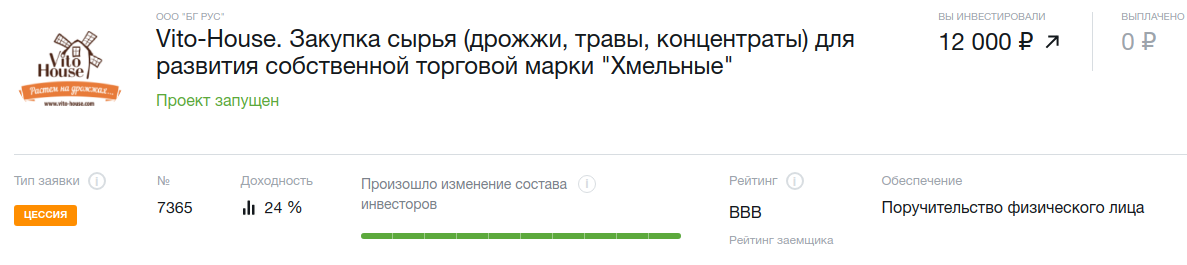 ООО "БГ РУС"
Vito-House. Закупка сырья (дрожжи, травы, концентраты) для
развития собственной торговой марки "Хмельные"
Проект запущен
ВЫ ИНВЕСТИРОВАЛИ
12 000 ₽
ВЫПЛАЧЕНО
0 ₽
Vito
House
Растем на дрожжах...
www.vito-house.com
Тип заявки
ЦЕССИЯ
№
7365
Доходность
24 %
Произошло изменение состава
инвесторов
Рейтинг
BBB
Рейтинг заемщика
Обеспечение
Поручительство физического лица